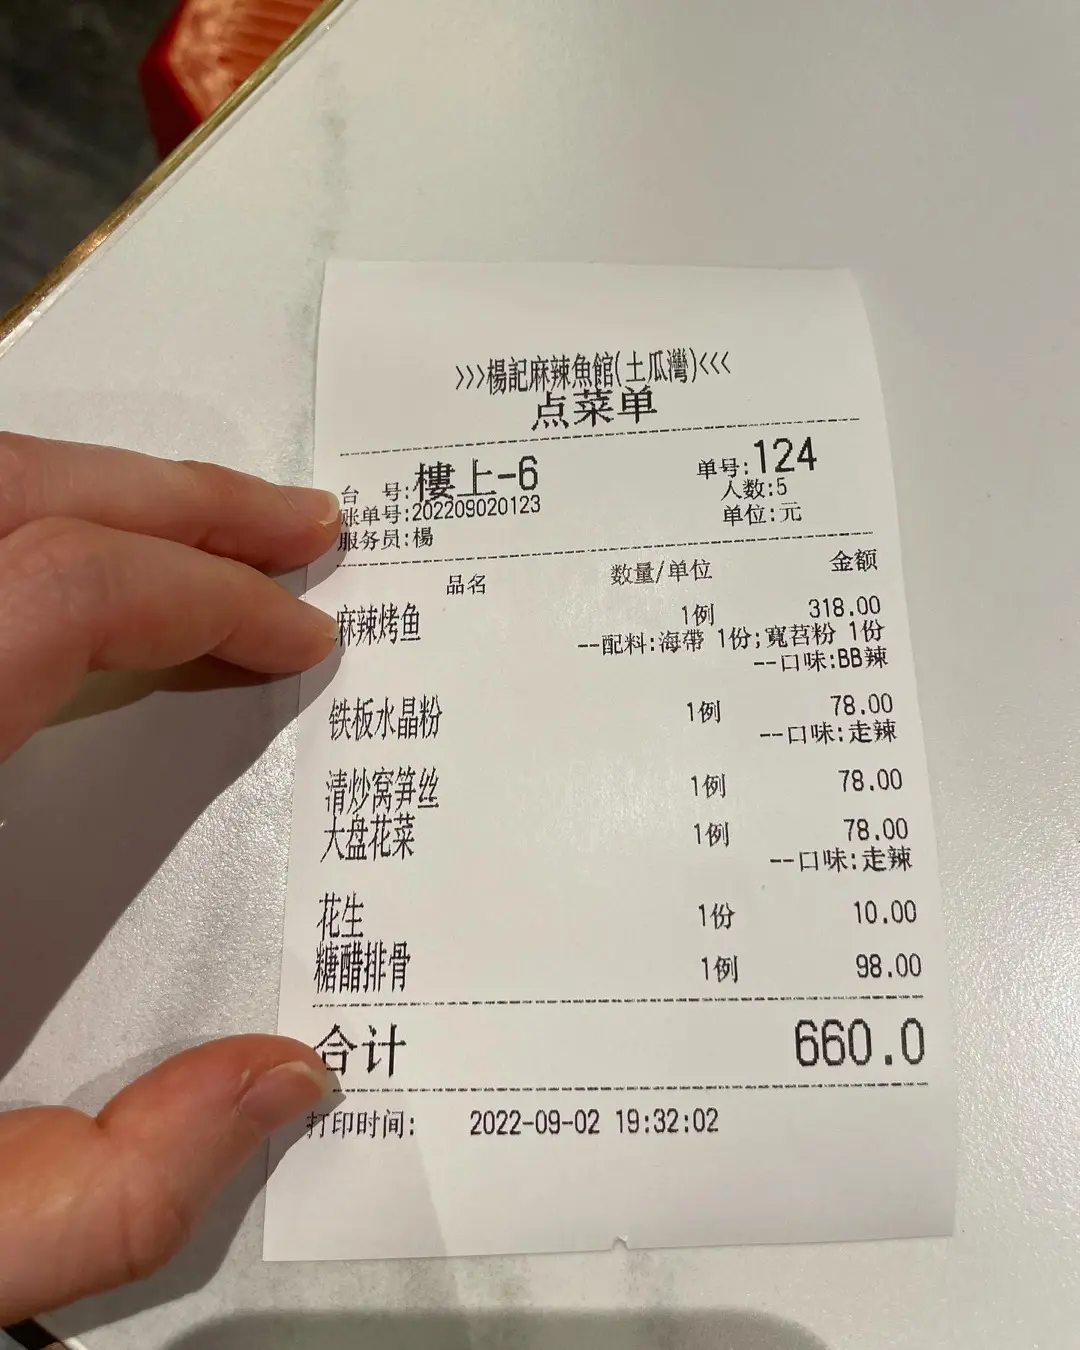 >>>楊記麻辣魚館(土瓜灣)<<<
点菜单
台 号:樓上-6 单号:124
账单号:202209020123 人数:5
服务员:楊 单位:元
品名 数量/单位 金额
麻辣烤鱼 1例 318.00
--配料:海帶 1份;寬苕粉 1份
--口味:BB辣
铁板水晶粉 1例 78.00
--口味:走辣
清炒窝笋丝 1例 78.00
大盘花菜 1例 78.00
--口味:走辣
花生 1份 10.00
糖醋排骨 1例 98.00
合计 660.0
打印时间: 2022-09-02 19:32:02